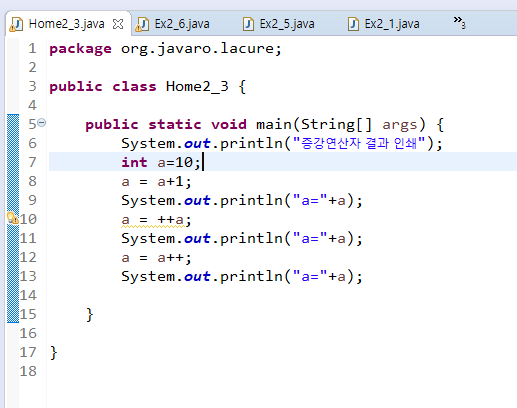 Home2_3.java Ex2_6.java Ex2_5.java Ex2_1.java »3
1 package org.javaro.lacure;
2
3 public class Home2_3 {
4
5 public static void main(String[] args) {
6 System.out.println("증강연산자 결과 인쇄");
7 int a=10;
8 a = a+1;
9 System.out.println("a="+a);
10 a = ++a;
11 System.out.println("a="+a);
12 a = a++;
13 System.out.println("a="+a);
14
15 }
16
17 }
18